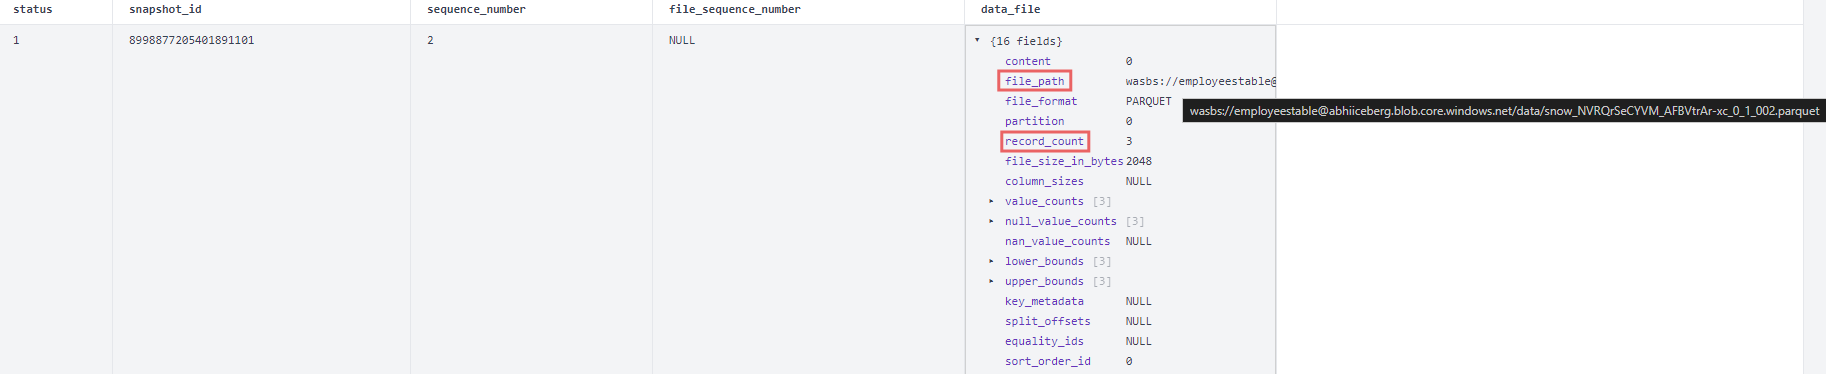 status snapshot_id sequence_number file_sequence_number data_file
1 8998877205401891101 2 NULL {16 fields}
content 0
file_path wasbs://employeestable@
file_format PARQUET
wasbs://employeestable@abhiiceberg.blob.core.windows.net/data/snow_NVRQrSeCYVM_AFBVtrAr-xc_0_1_002.parquet
partition 0
record_count 3
file_size_in_bytes 2048
column_sizes NULL
value_counts [3]
null_value_counts [3]
nan_value_counts NULL
lower_bounds [3]
upper_bounds [3]
key_metadata NULL
split_offsets NULL
equality_ids NULL
sort_order_id 0